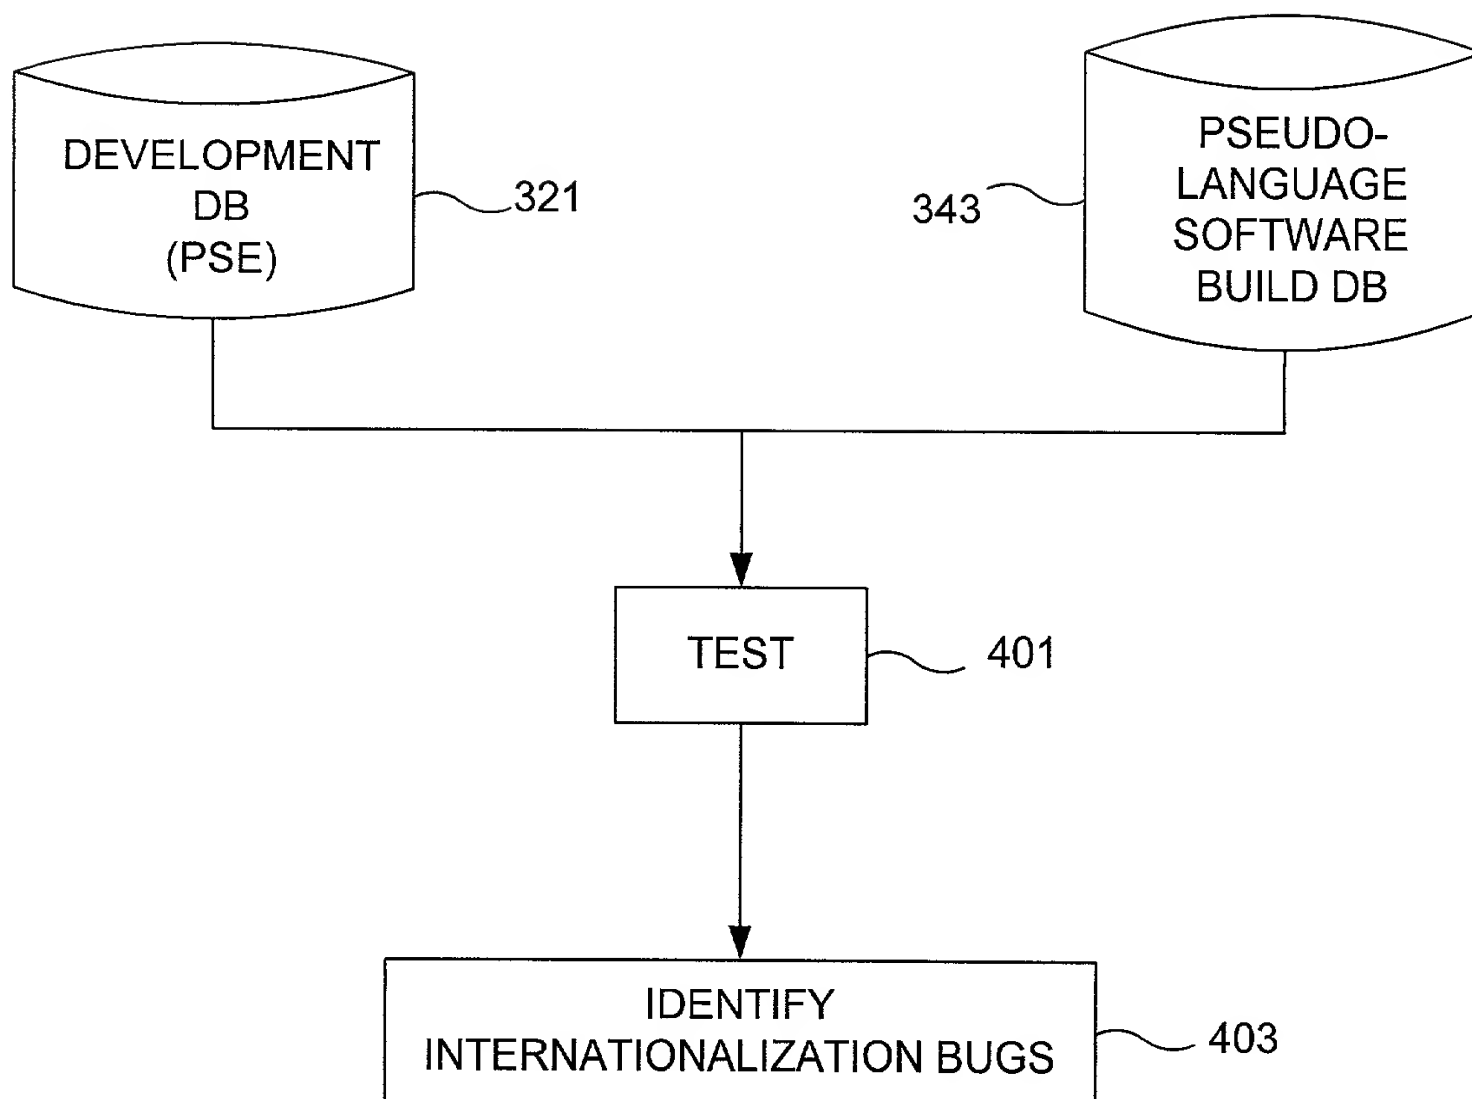 DEVELOPMENT
DB
(PSE)
321
PSEUDO-
LANGUAGE
SOFTWARE
BUILD DB
343
TEST
401
IDENTIFY
INTERNATIONALIZATION BUGS
403